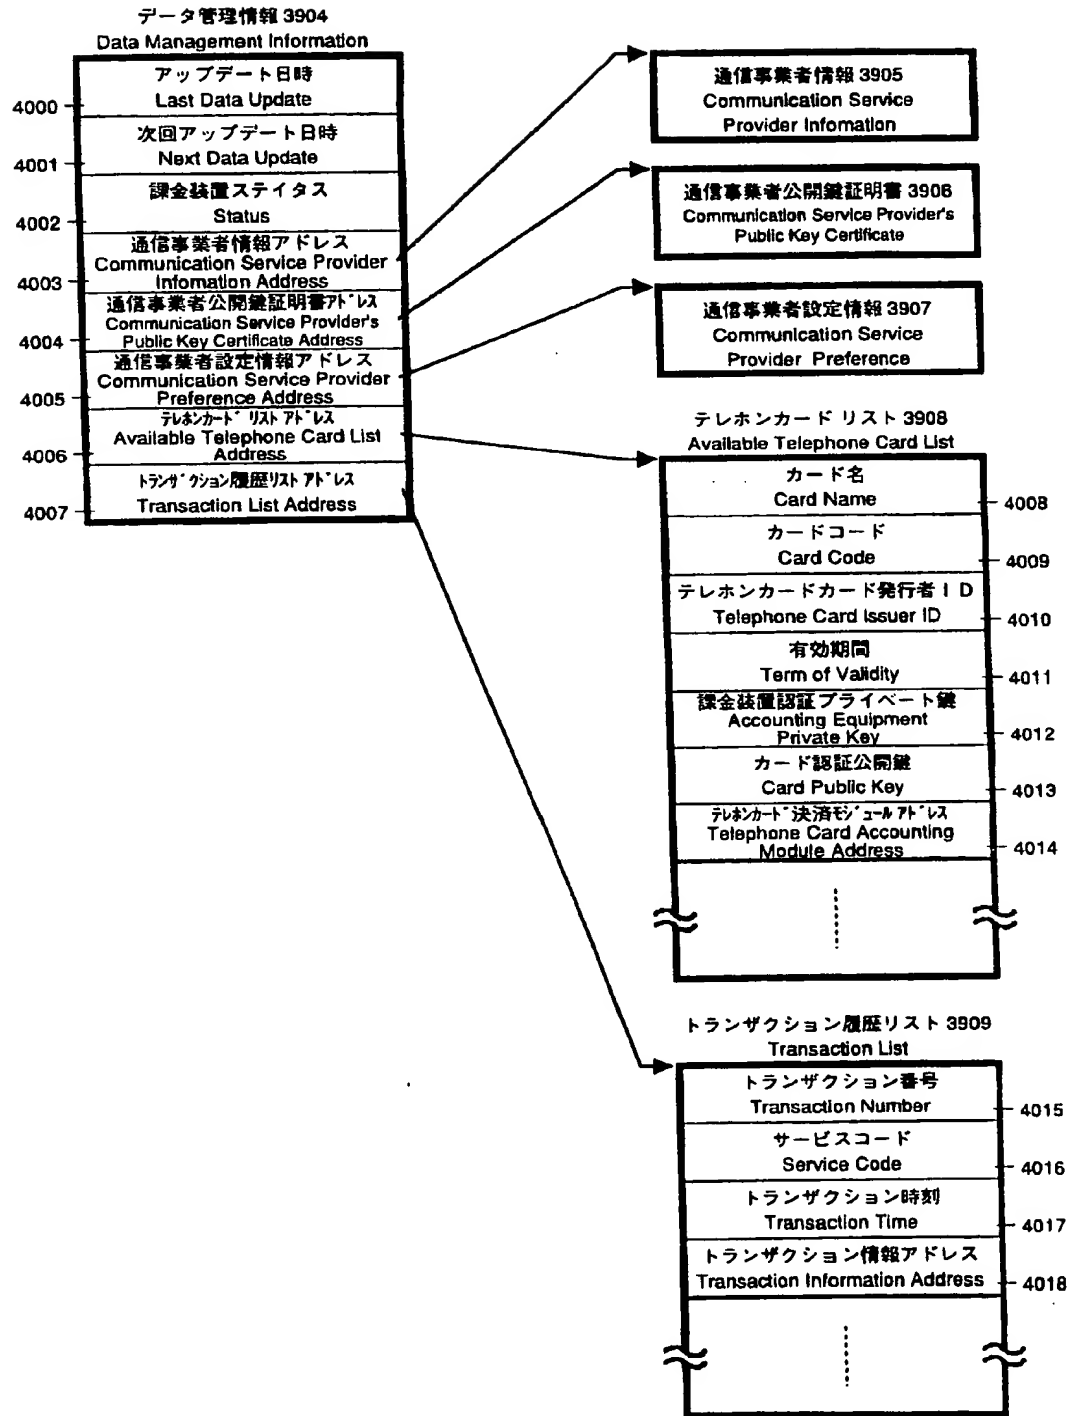 データ管理情報 3904
Data Management Information
アップデート日時
Last Data Update
4000
次回アップデート日時
Next Data Update
4001
課金装置ステイタス
Status
4002
通信事業者情報アドレス
Communication Service Provider
Infomation Address
4003
通信事業者公開鍵証明書アドレス
Communication Service Provider's
Public Key Certificate Address
4004
通信事業者設定情報アドレス
Communication Service Provider
Preference Address
4005
テレホンカード リスト アドレス
Available Telephone Card List
Address
4006
トランザクション履歴リスト アドレス
Transaction List Address
4007
通信事業者情報 3905
Communication Service
Provider Infomation
通信事業者公開鍵証明書 3906
Communication Service Provider's
Public Key Certificate
通信事業者設定情報 3907
Communication Service
Provider Preference
テレホンカード リスト 3908
Available Telephone Card List
カード名
Card Name
4008
カードコード
Card Code
4009
テレホンカードカード発行者ID
Telephone Card Issuer ID
4010
有効期間
Term of Validity
4011
課金装置認証プライベート鍵
Accounting Equipment
Private Key
4012
カード認証公開鍵
Card Public Key
4013
テレホンカード決済モジュール アドレス
Telephone Card Accounting
Module Address
4014
トランザクション履歴リスト 3909
Transaction List
トランザクション番号
Transaction Number
4015
サービスコード
Service Code
4016
トランザクション時刻
Transaction Time
4017
トランザクション情報アドレス
Transaction Information Address
4018